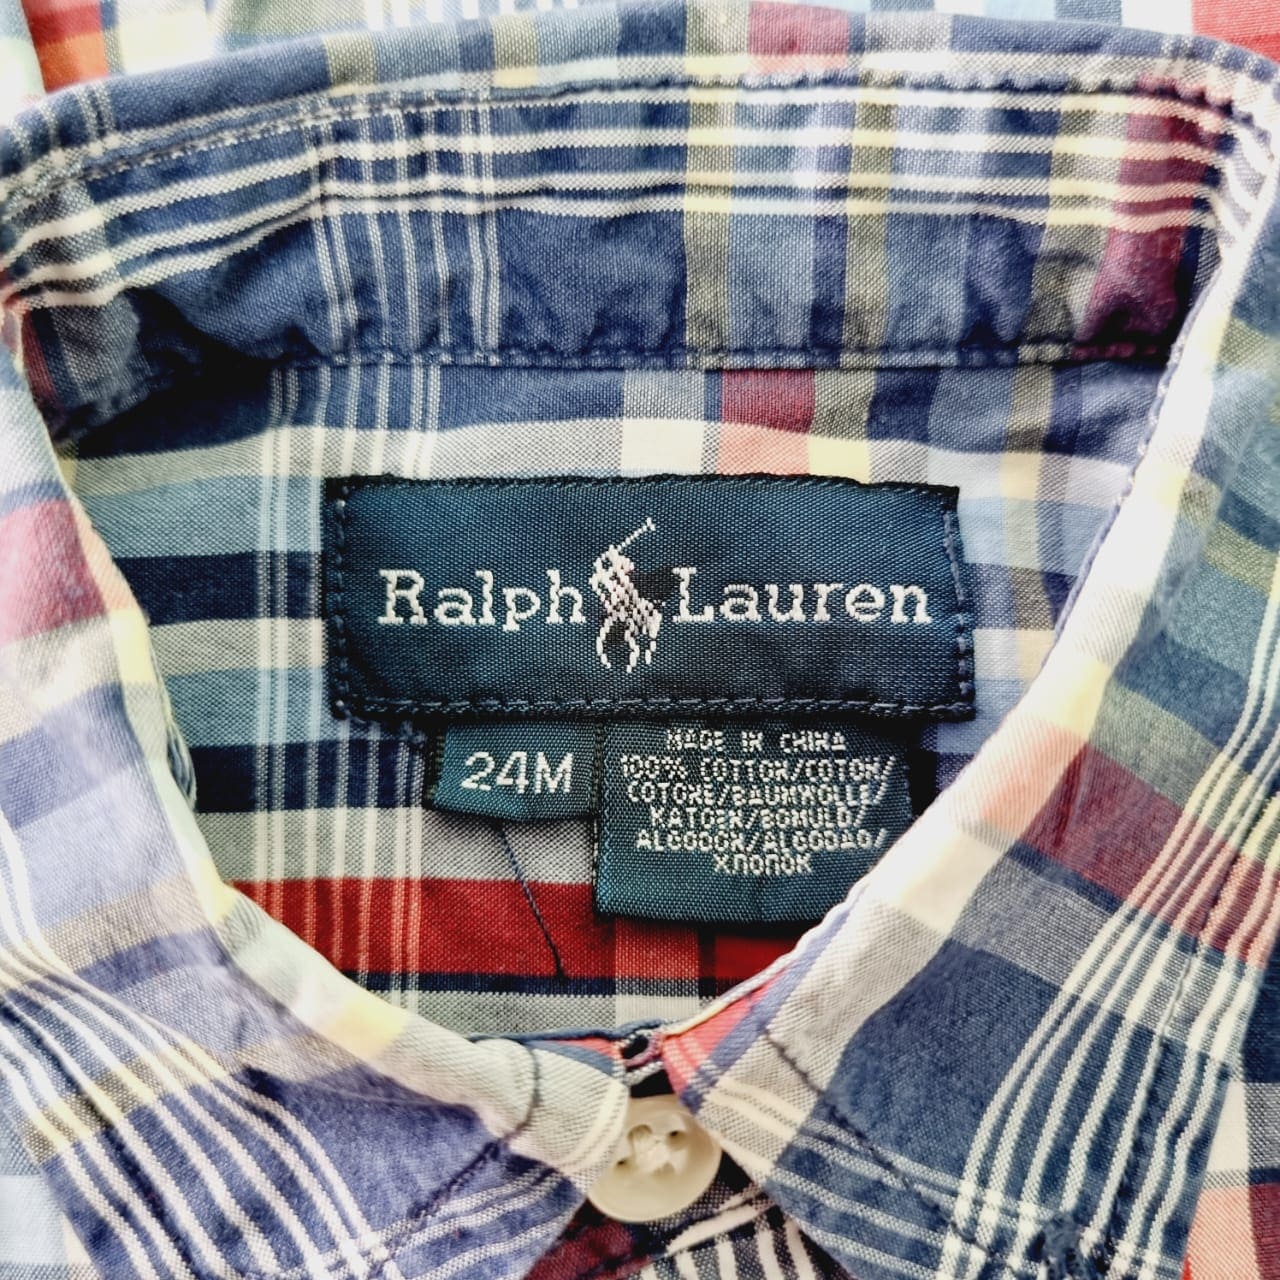 Ralph Lauren
24M
MADE IN CHINA
100% COTTON/COTON/
COTONE/BAUMWOLLE/
KATOEN/BOMULD/
ALGODON/ALGODAO/
ХЛОПОК